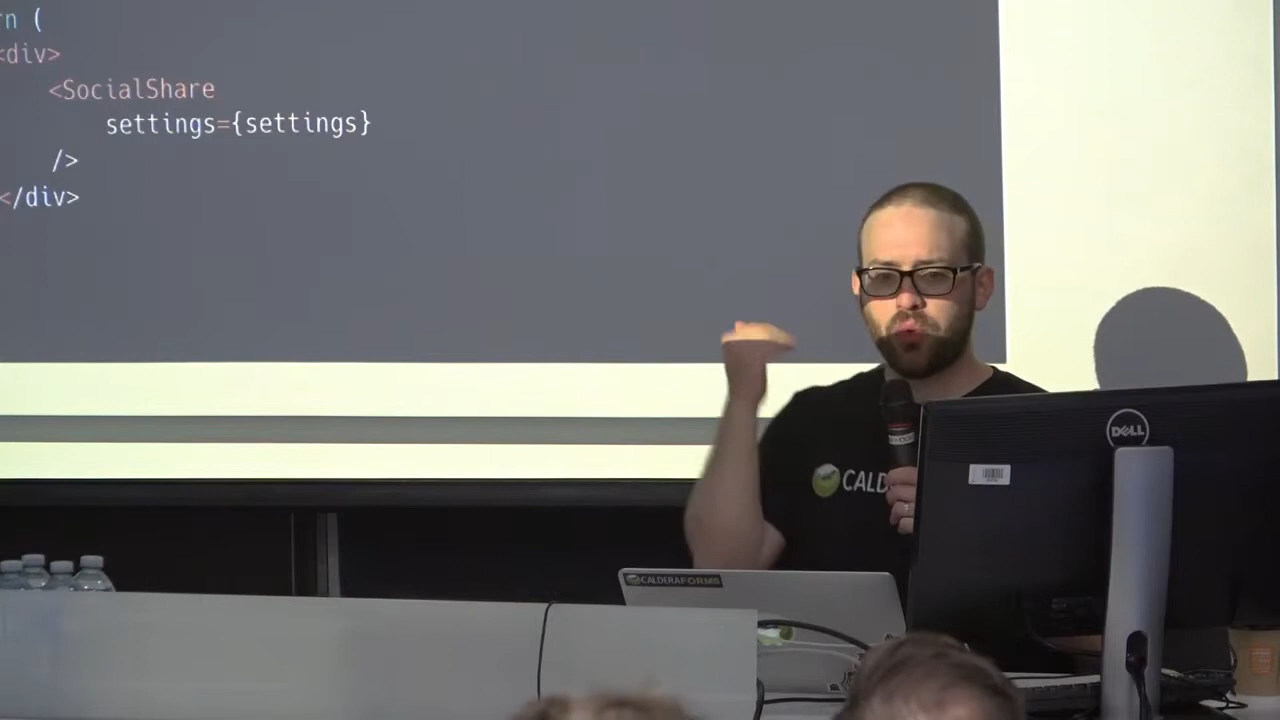 rn (
<div>
<SocialShare
settings={settings}
/>
</div>
CALD
CALDERAFORMS
DELL